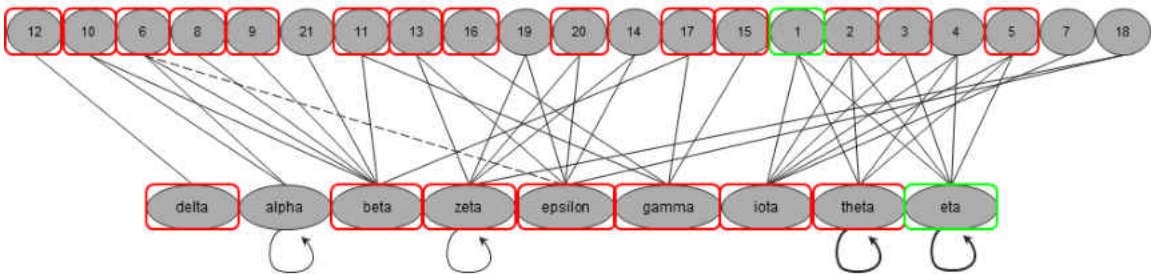 12 10 6 8 9 21 11 13 16 19 20 14 17 15 1 2 3 4 5 7 18
delta alpha beta zeta epsilon gamma iota theta eta